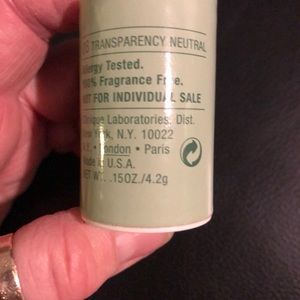 TRANSPARENCY NEUTRAL
Allergy Tested.
100% Fragrance Free.
NOT FOR INDIVIDUAL SALE
Clinique Laboratories, Dist.
New York, N.Y. 10022
London • Paris
Made in U.S.A.
NET WT. .15OZ./4.2g